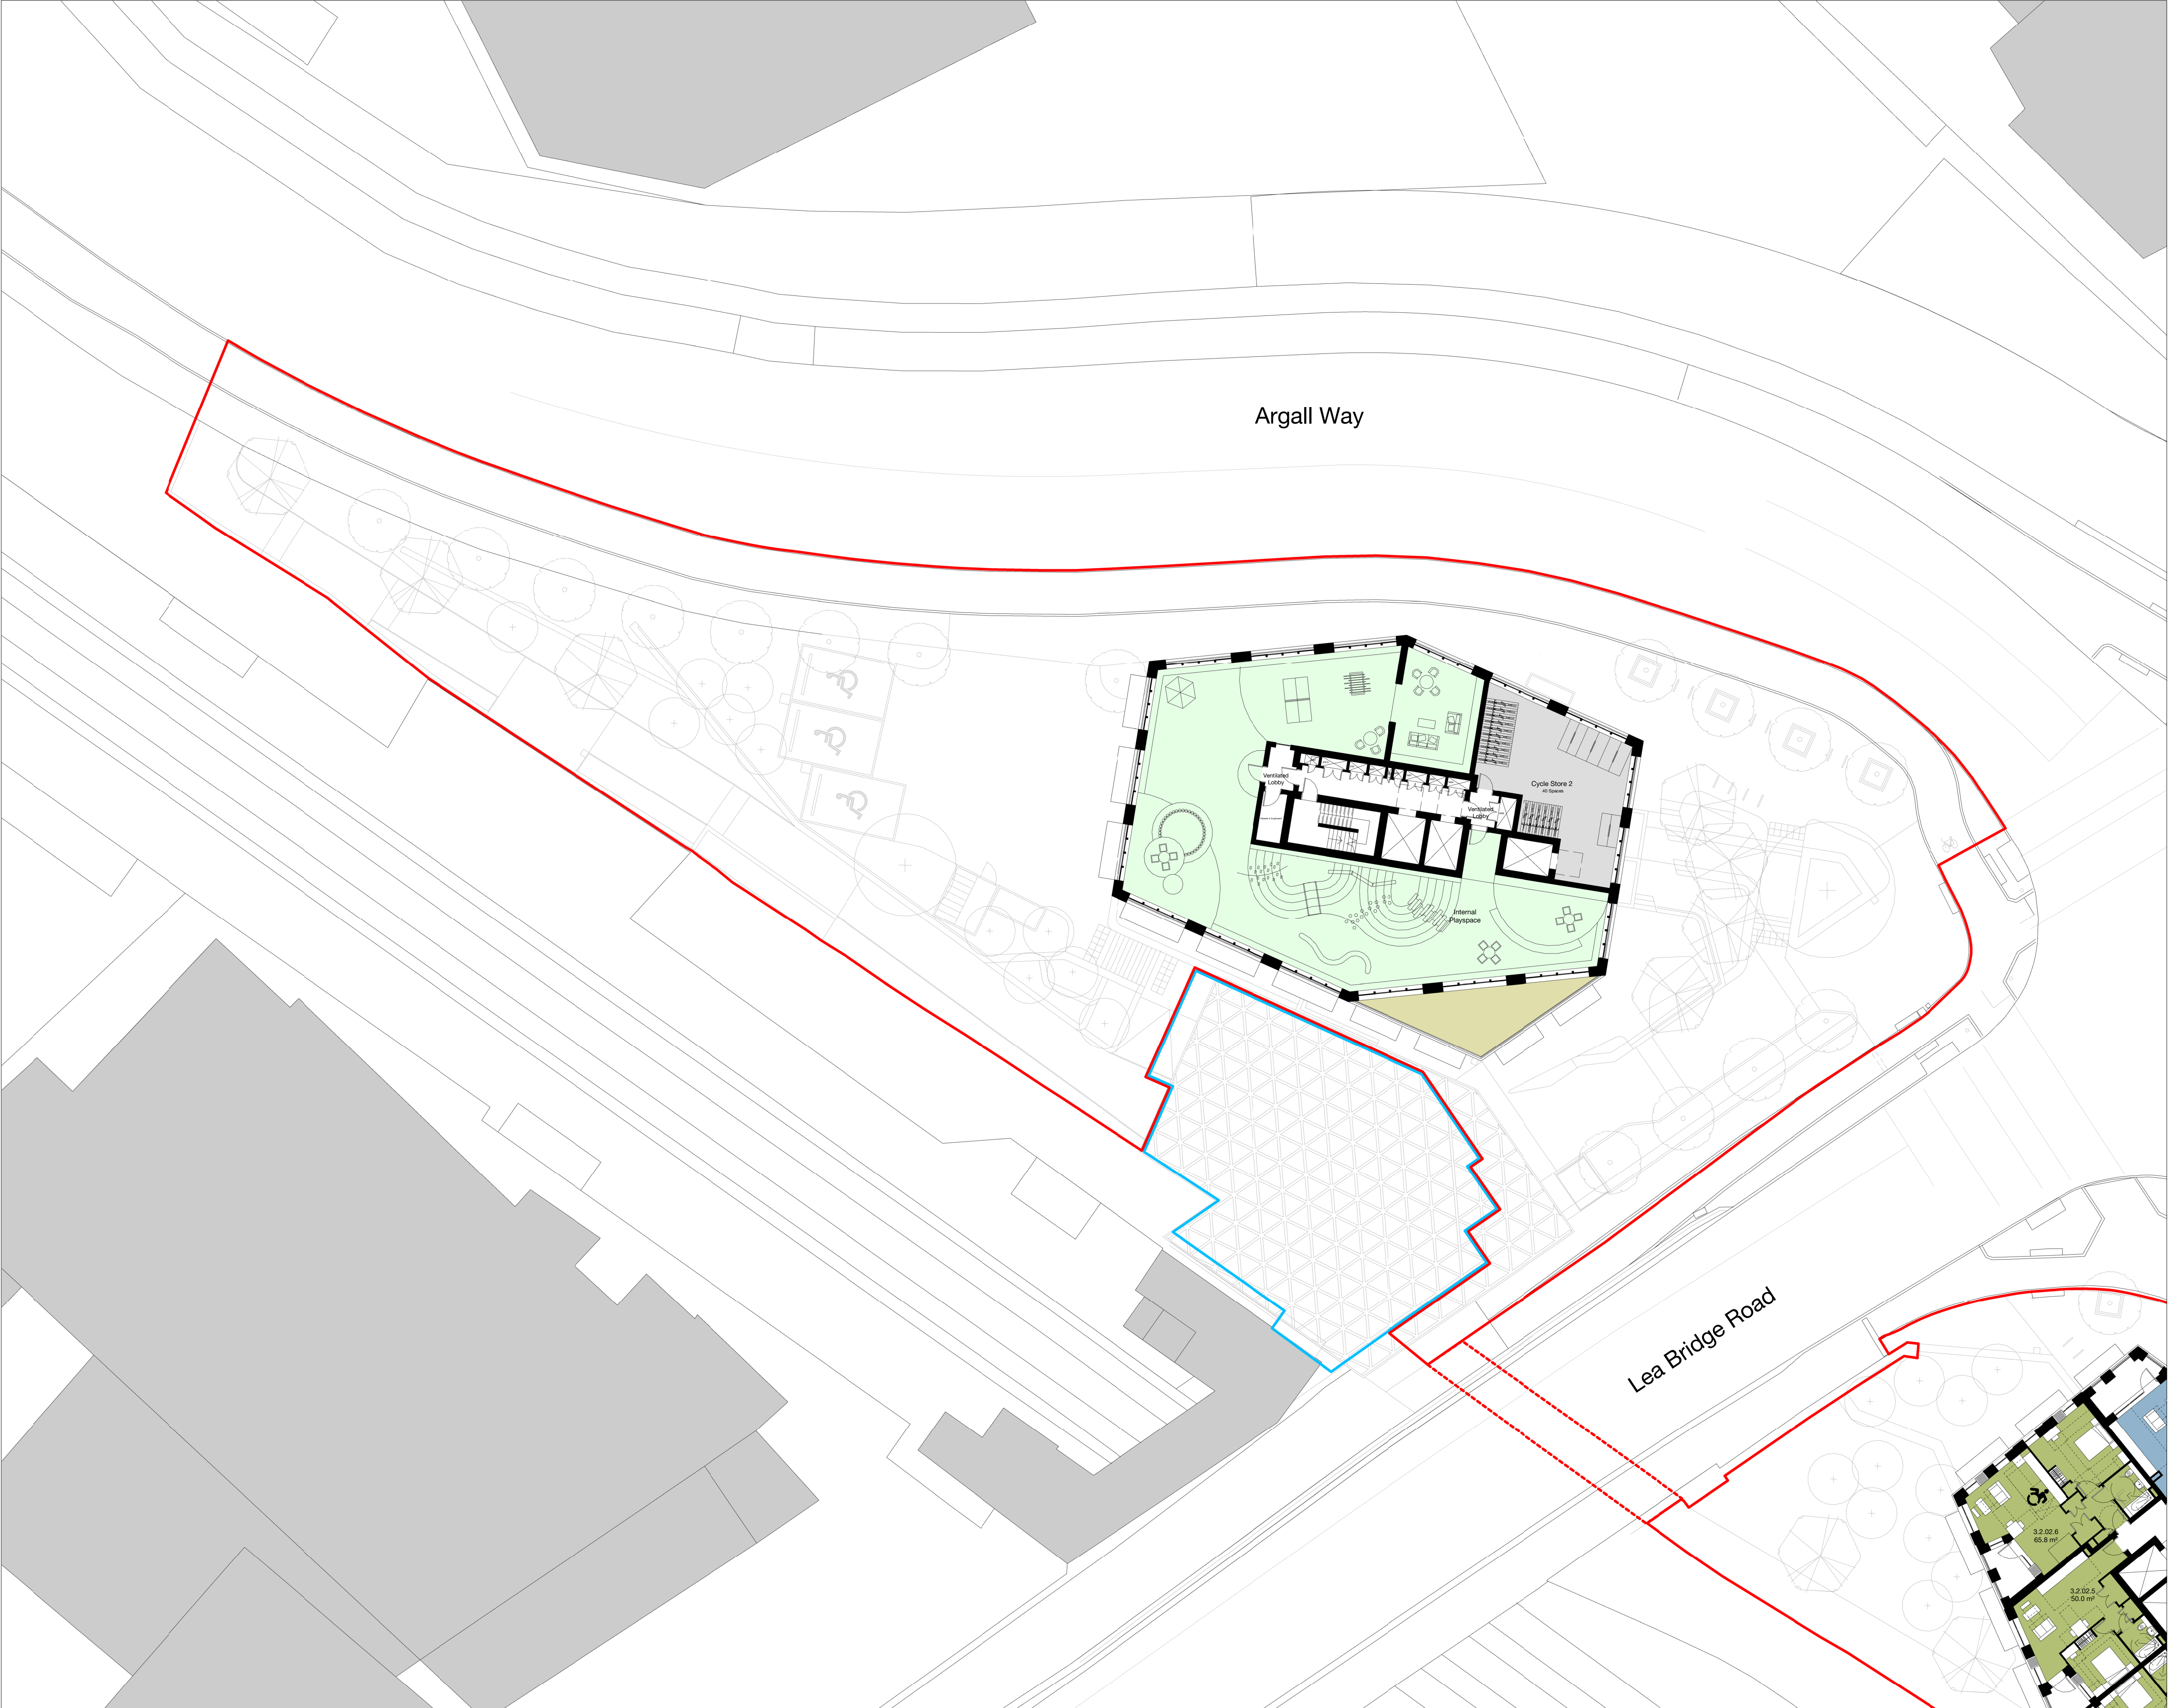 Argall Way
Ventilated
Lobby
Cycle Store 2
40 Spaces
Ventilated
Lobby
Internal
Playspace
Lea Bridge Road
3.2.02.6
65.8 m²
3.2.02.5
50.0 m²